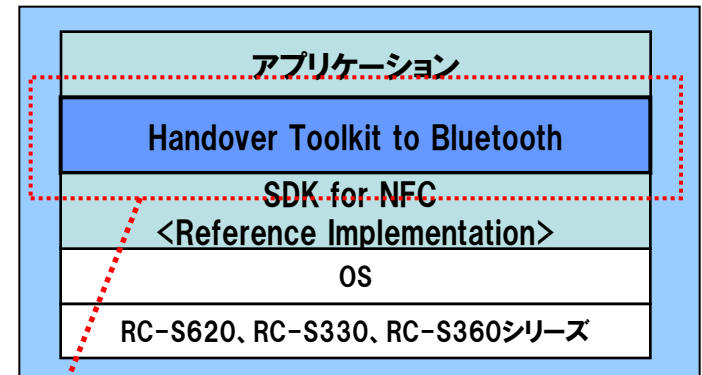 アプリケーション
Handover Toolkit to Bluetooth
SDK for NFC
<Reference Implementation>
OS
RC-S620、RC-S330、RC-S360シリーズ